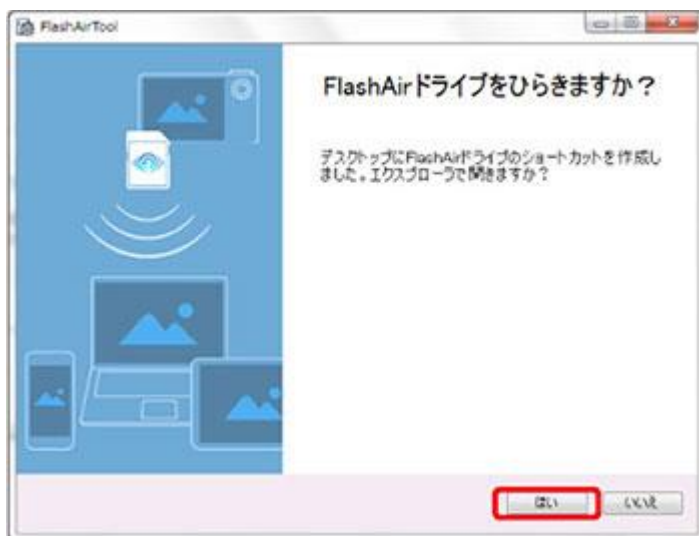 FlashAirTool
FlashAirドライブをひらきますか？
デスクトップにFlashAirドライブのショートカットを作成し
ました。エクスプローラで開きますか？
はい
いいえ